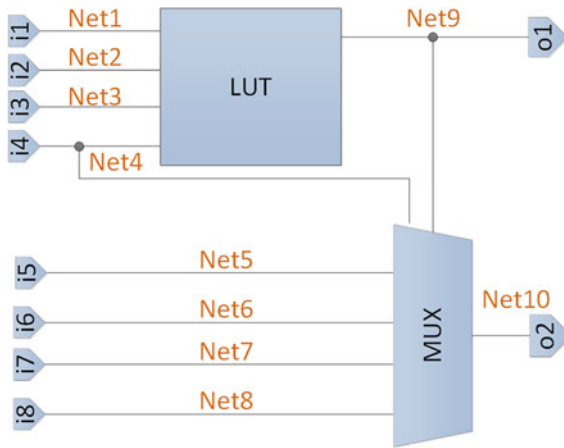 i1 Net1 Net9 o1
i2 Net2
i3 Net3
LUT
i4 Net4
i5 Net5
i6 Net6 Net10
MUX o2
i7 Net7
i8 Net8